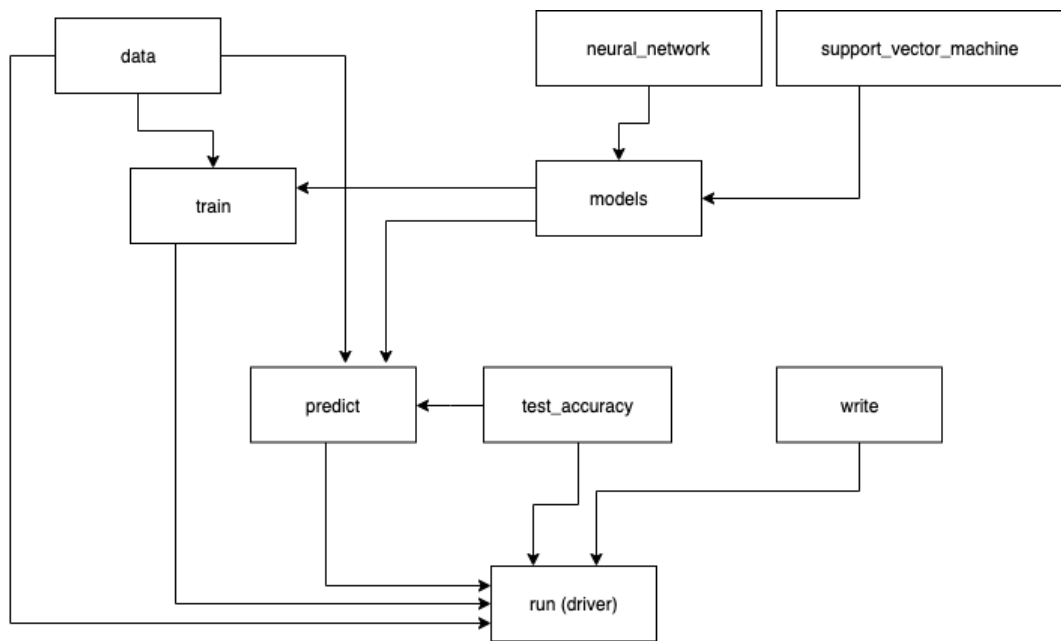 data
neural_network
support_vector_machine
train
models
predict
test_accuracy
write
run (driver)